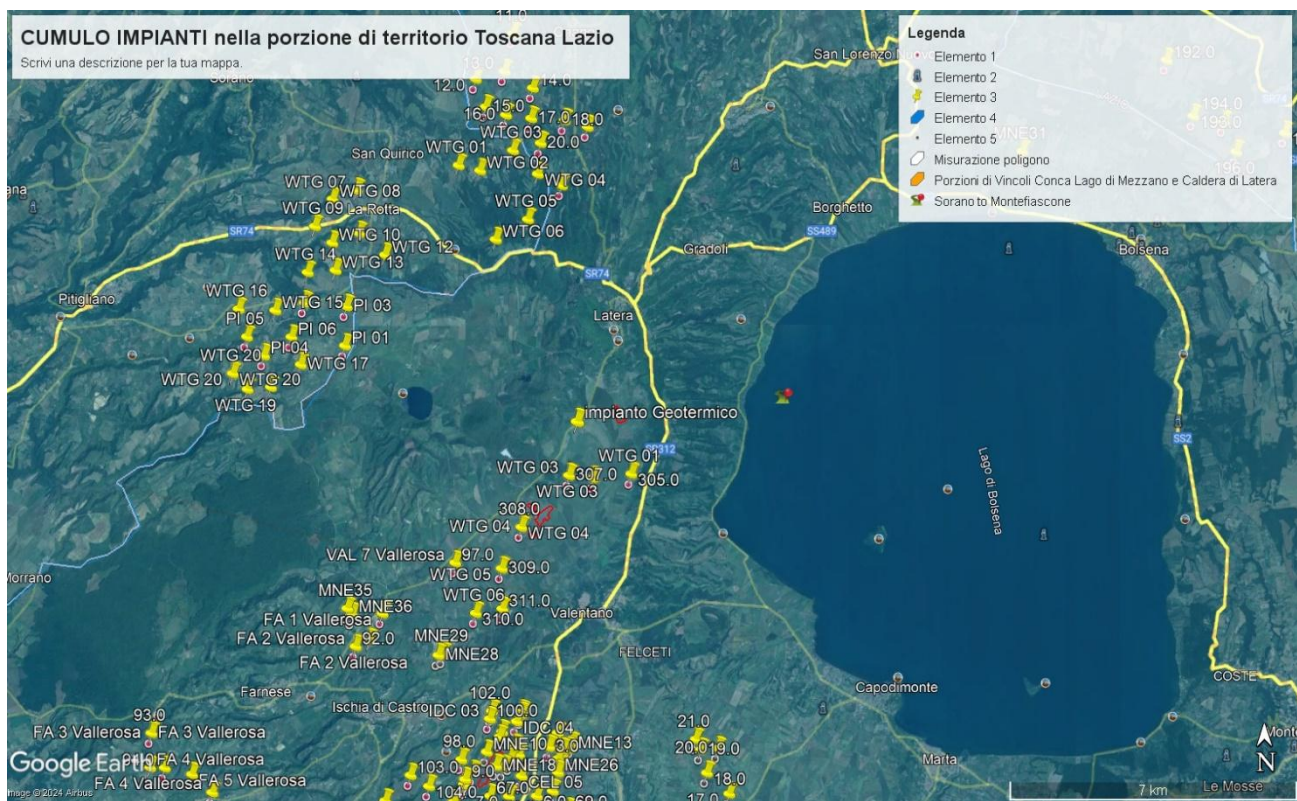 CUMULO IMPIANTI nella porzione di territorio Toscana Lazio
Scrivi una descrizione per la tua mappa.
Legenda
Elemento 1
Elemento 2
Elemento 3
Elemento 4
Elemento 5
Misurazione poligono
Porzioni di Vincoli Conca Lago di Mezzano e Caldera di Latera
Sorano to Montefiascone
San Lorenzo
192.0
13.0
12.0
14.0
194.0
193.0
16.0
15.0
17.0
18.0
WTG 03
MNE31
20.0
WTG 01
San Quirico
WTG 02
196.0
WTG 07
WTG 08
WTG 04
WTG 09
La Rotta
WTG 05
Borghetto
SR74
WTG 10
WTG 06
SS489
WTG 12
Gradoli
Bolsena
WTG 14
WTG 13
SR74
Pitigliano
WTG 16
WTG 15
PI 03
Latera
PI 05
PI 06
PI 01
PI 04
WTG 20
WTG 17
WTG 20
WTG 19
impianto Geotermico
SS2
SR312
WTG 01
WTG 03
307.0
305.0
WTG 03
Lago di Bolsena
308.0
WTG 04
WTG 04
VAL 7 Vallerosa
97.0
309.0
WTG 05
Morrano
MNE35
MNE36
WTG 06
311.0
FA 1 Vallerosa
310.0
Valentano
FA 2 Vallerosa
92.0
MNE29
FA 2 Vallerosa
MNE28
FELCETI
COSTE
Farnese
Capodimonte
Ischia di Castro
102.0
IDC 03
100.0
93.0
FA 3 Vallerosa
FA 3 Vallerosa
IDC 04
21.0
98.0
MNE10
MNE13
20.0
19.0
FA 4 Vallerosa
MNE18
MNE26
Marta
Google Earth
FA 4 Vallerosa
FA 5 Vallerosa
103.0
CEL 05
18.0
N
Le Mosse
104.0
67.0
17.0
7 km
Image © 2024 Airbus